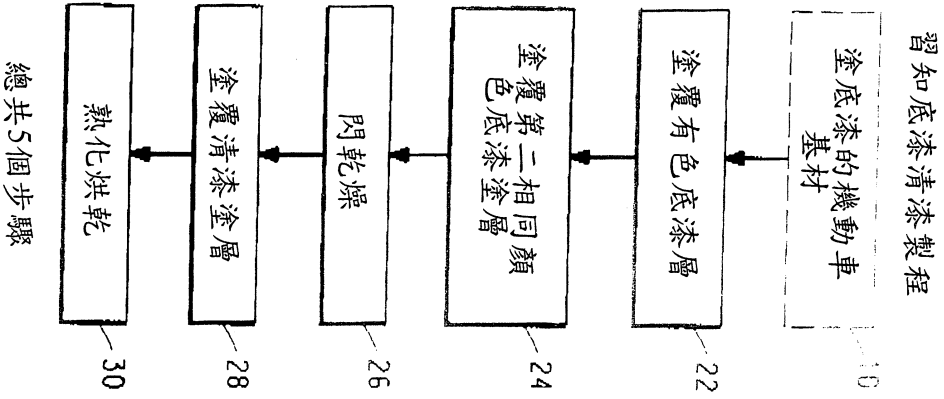 習知底漆清漆製程
塗底漆的機動車
基材
10
塗覆有色底漆層
22
塗覆第二相同顏
色底漆塗層
24
閃乾燥
26
塗覆清漆塗層
28
熟化烘乾
30
總共5個步驟